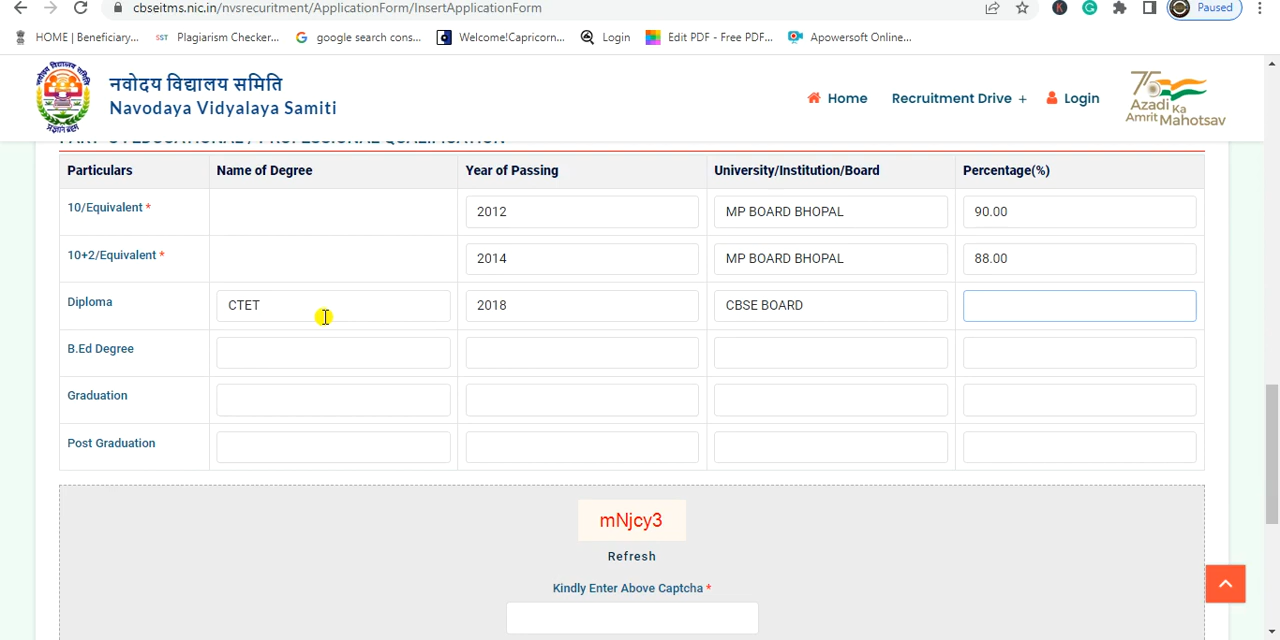 cbseitms.nic.in/nvsrecuritment/ApplicationForm/InsertApplicationForm
Paused
HOME | Beneficiary...
SST Plagiarism Checker...
google search cons...
Welcome!Capricorn...
Login
Edit PDF - Free PDF...
Apowersoft Online...
नवोदय विद्यालय समिति
Navodaya Vidyalaya Samiti
Home
Recruitment Drive +
Login
75
Azadi Ka
Amrit Mahotsav
Particulars
Name of Degree
Year of Passing
University/Institution/Board
Percentage(%)
10/Equivalent *
2012
MP BOARD BHOPAL
90.00
10+2/Equivalent *
2014
MP BOARD BHOPAL
88.00
Diploma
CTET
2018
CBSE BOARD
B.Ed Degree
Graduation
Post Graduation
mNjcy3
Refresh
Kindly Enter Above Captcha *